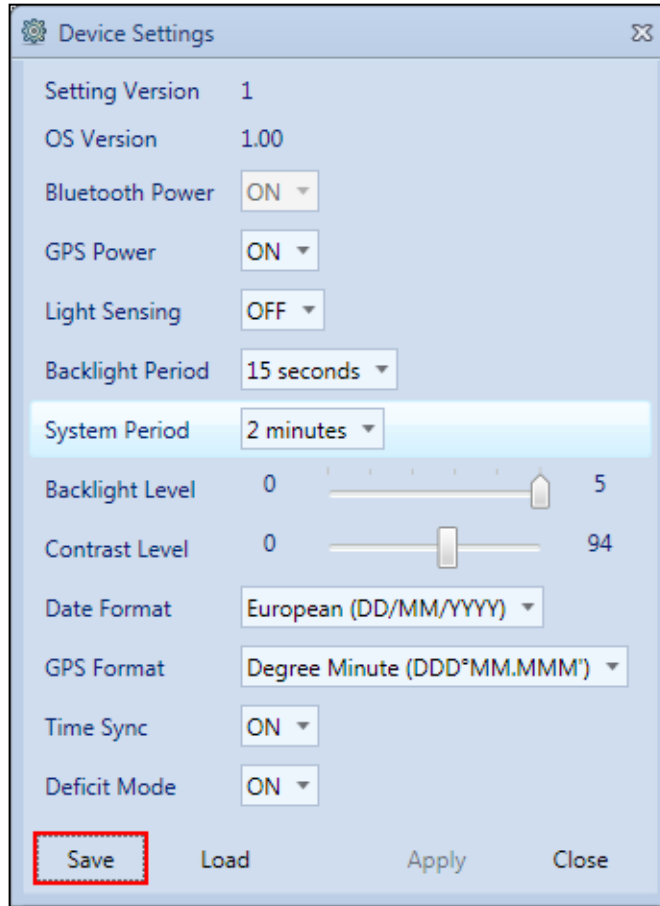 Device Settings
Setting Version 1
OS Version 1.00
Bluetooth Power ON
GPS Power ON
Light Sensing OFF
Backlight Period 15 seconds
System Period 2 minutes
Backlight Level 0 5
Contrast Level 0 94
Date Format European (DD/MM/YYYY)
GPS Format Degree Minute (DDD°MM.MMM')
Time Sync ON
Deficit Mode ON
Save Load Apply Close